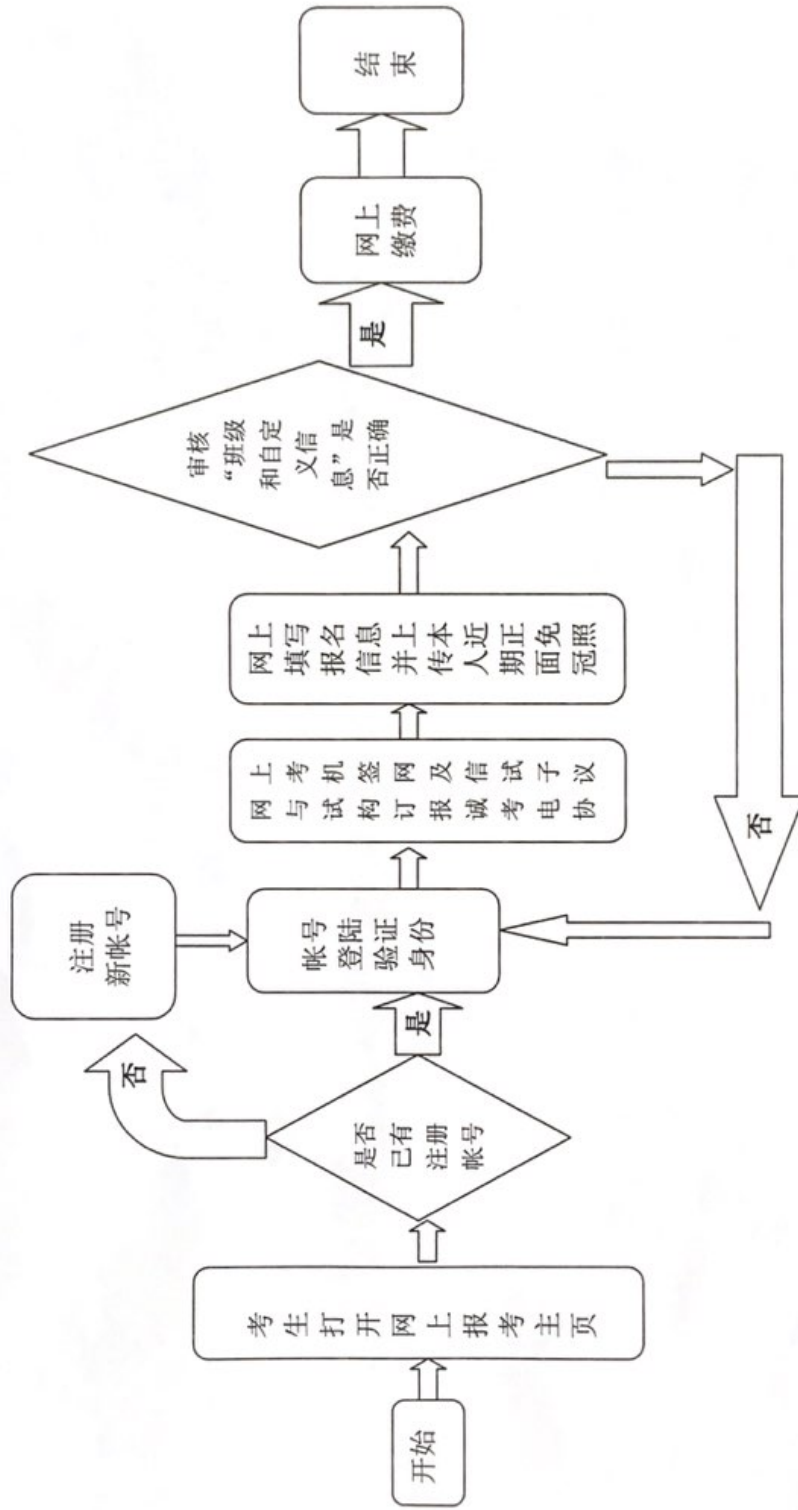 开始
考生打开网上报考主页
是否
已有
注册
帐号
否
是
注册
新帐号
帐号
登陆
验证
身份
网上
与考
试机
构签
订网
报及
诚信
考试
电子
协议
网上
填写
报名
信息
并上
传本
人近
期正
面免
冠照
审核
“班级
和自定
义信
息”是
否正确
是
否
网上
缴费
结
束